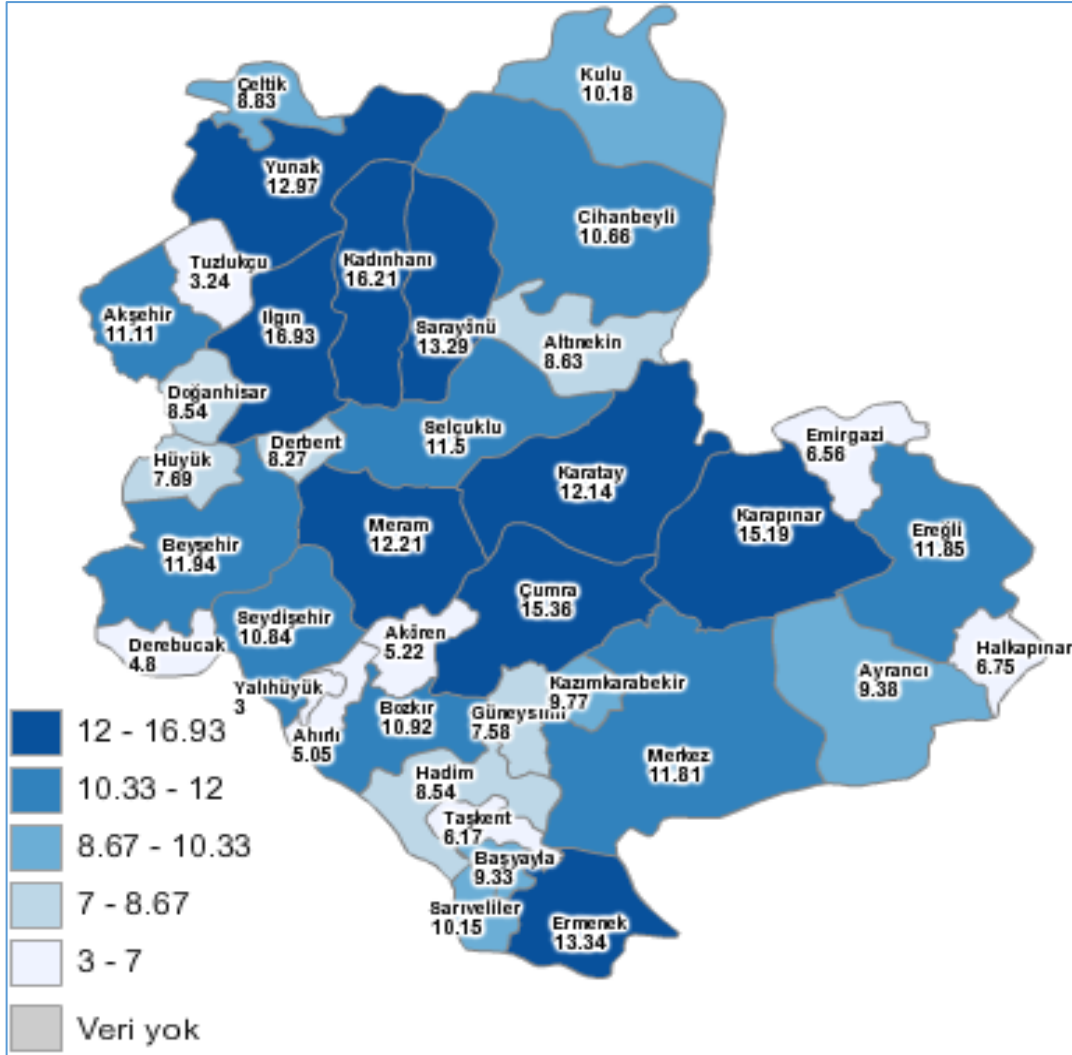 Kulu
10.18
Çeltik
8.83
Yunak
12.97
Cihanbeyli
10.66
Tuzlukçu
3.24
Kadınhanı
16.21
Akşehir
11.11
Ilgın
16.93
Sarayönü
13.29
Altınekin
8.63
Doğanhisar
8.54
Selçuklu
11.5
Emirgazi
6.56
Derbent
8.27
Hüyük
7.69
Karatay
12.14
Karapınar
15.19
Meram
12.21
Ereğli
11.85
Beyşehir
11.94
Çumra
15.36
Seydişehir
10.84
Akören
5.22
Derebucak
4.8
Halkapınar
6.75
Ayrancı
9.38
Kazımkarabekir
9.77
Yalıhüyük
3
Bozkır
10.92
Güneysınır
7.58
Ahırlı
5.05
Merkez
11.81
Hadim
8.54
Taşkent
6.17
Başyayla
9.33
Sarıveliler
10.15
Ermenek
13.34
12 - 16.93
10.33 - 12
8.67 - 10.33
7 - 8.67
3 - 7
Veri yok